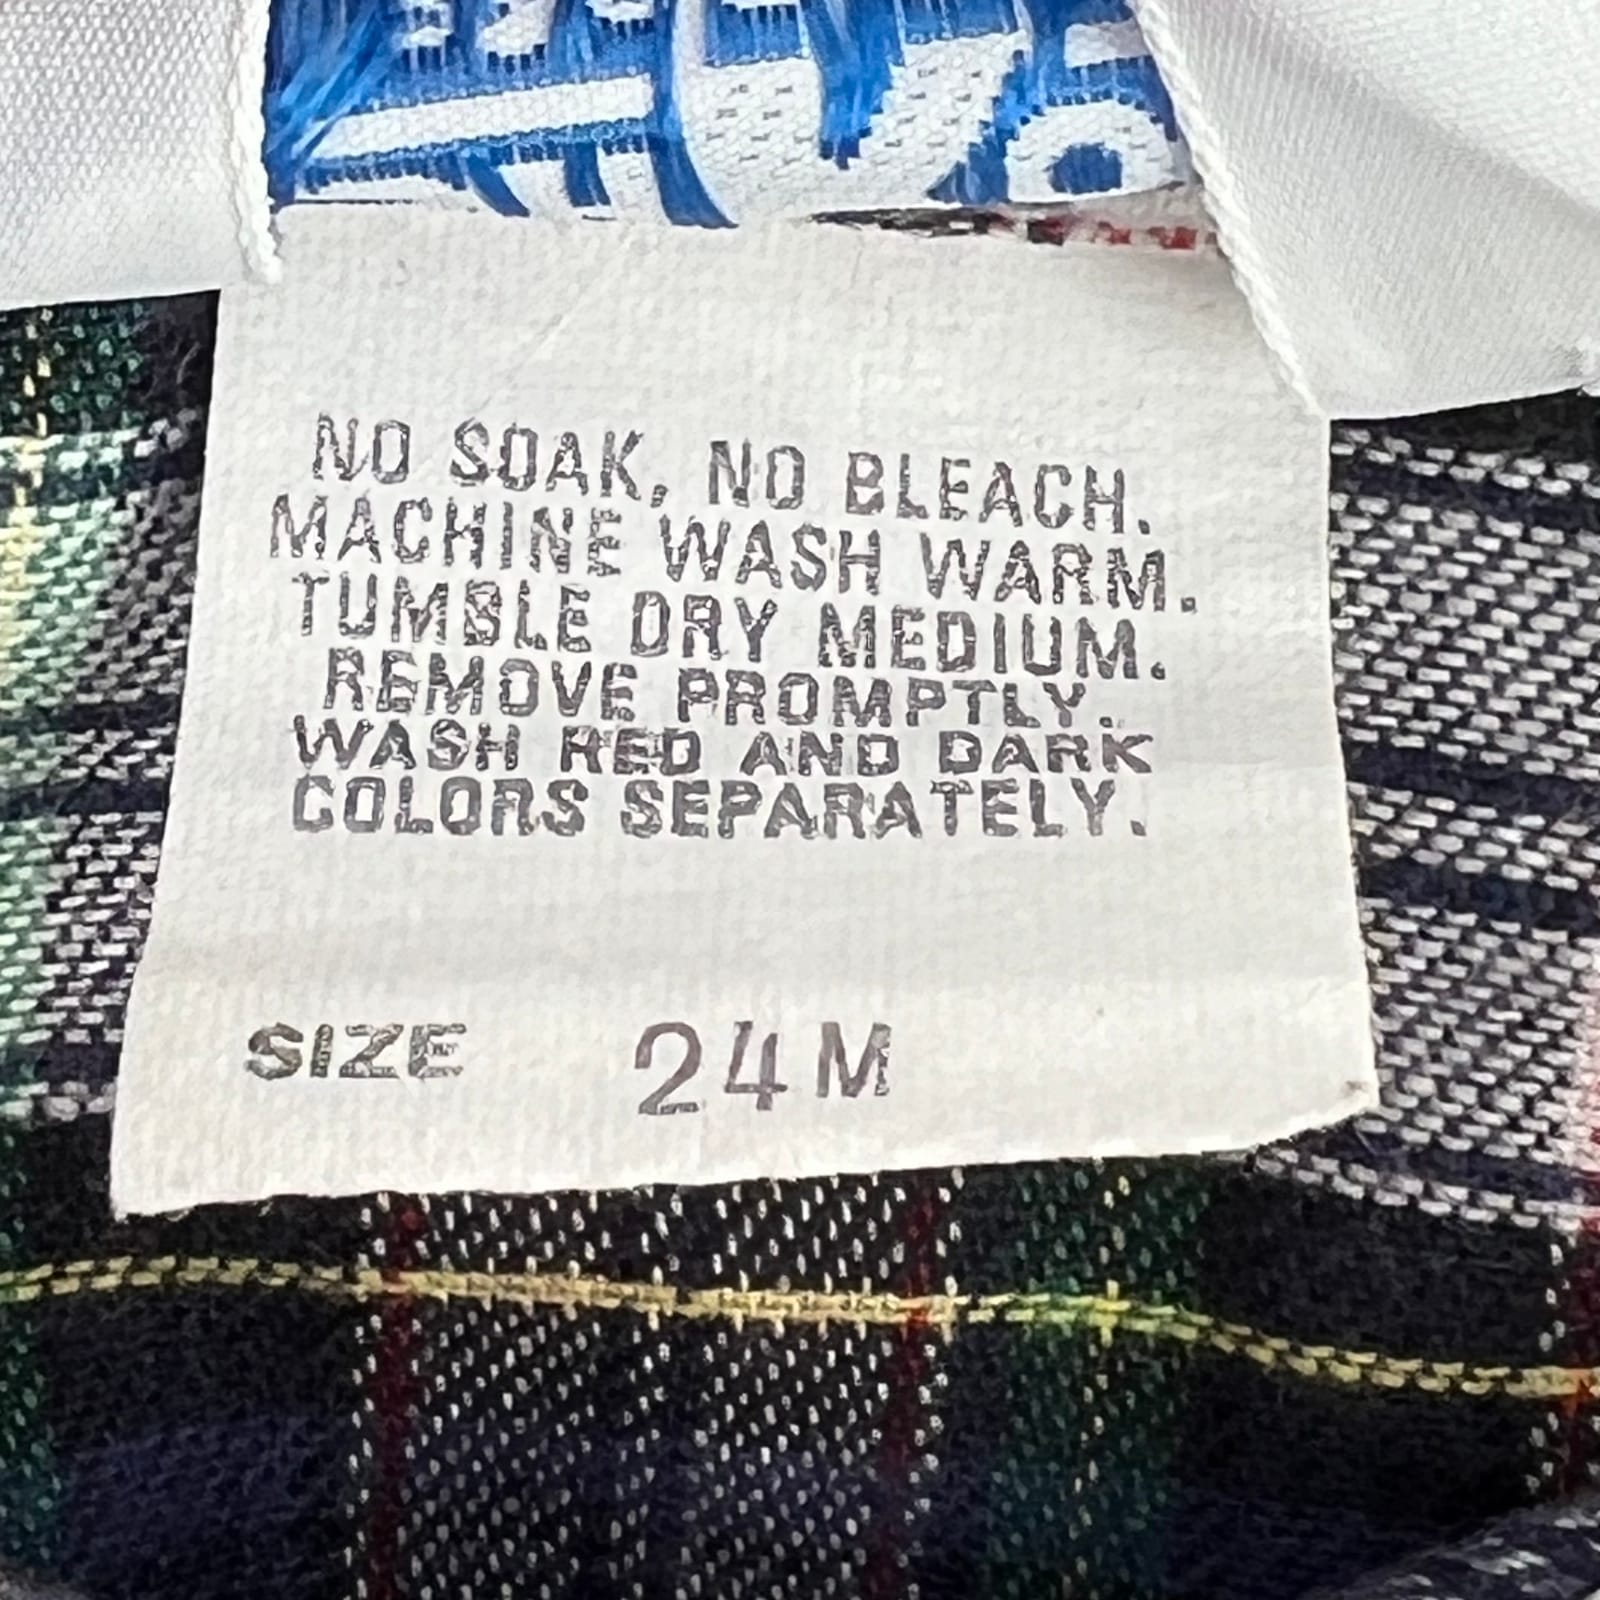 NO SOAK, NO BLEACH.
MACHINE WASH WARM.
TUMBLE DRY MEDIUM.
REMOVE PROMPTLY.
WASH RED AND DARK
COLORS SEPARATELY.
SIZE 24M